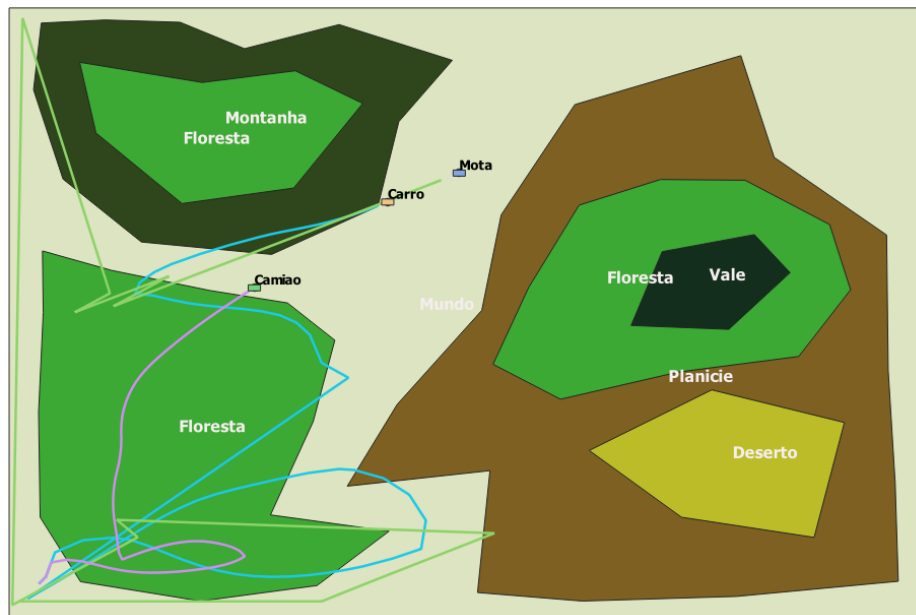 Montanha
Floresta
Mota
Carro
Camiao
Floresta
Vale
Mundo
Planicie
Floresta
Deserto